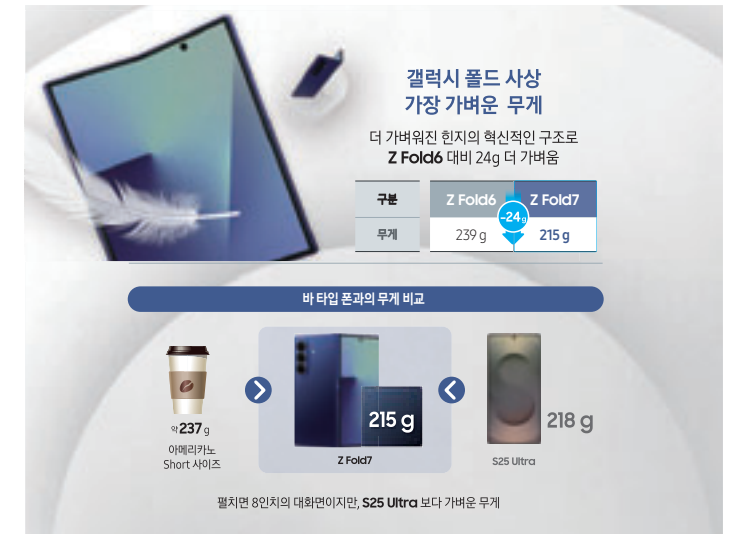 갤럭시 폴드 사상
가장 가벼운 무게
더 가벼워진 힌지의 혁신적인 구조로
Z Fold6 대비 24g 더 가벼움
구분 Z Fold6 Z Fold7
-24g
무게 239 g 215 g
바 타입 폰과의 무게 비교
215 g
218 g
약 237 g
아메리카노
Short 사이즈
Z Fold7
S25 Ultra
펼치면 8인치의 대화면이지만, S25 Ultra 보다 가벼운 무게